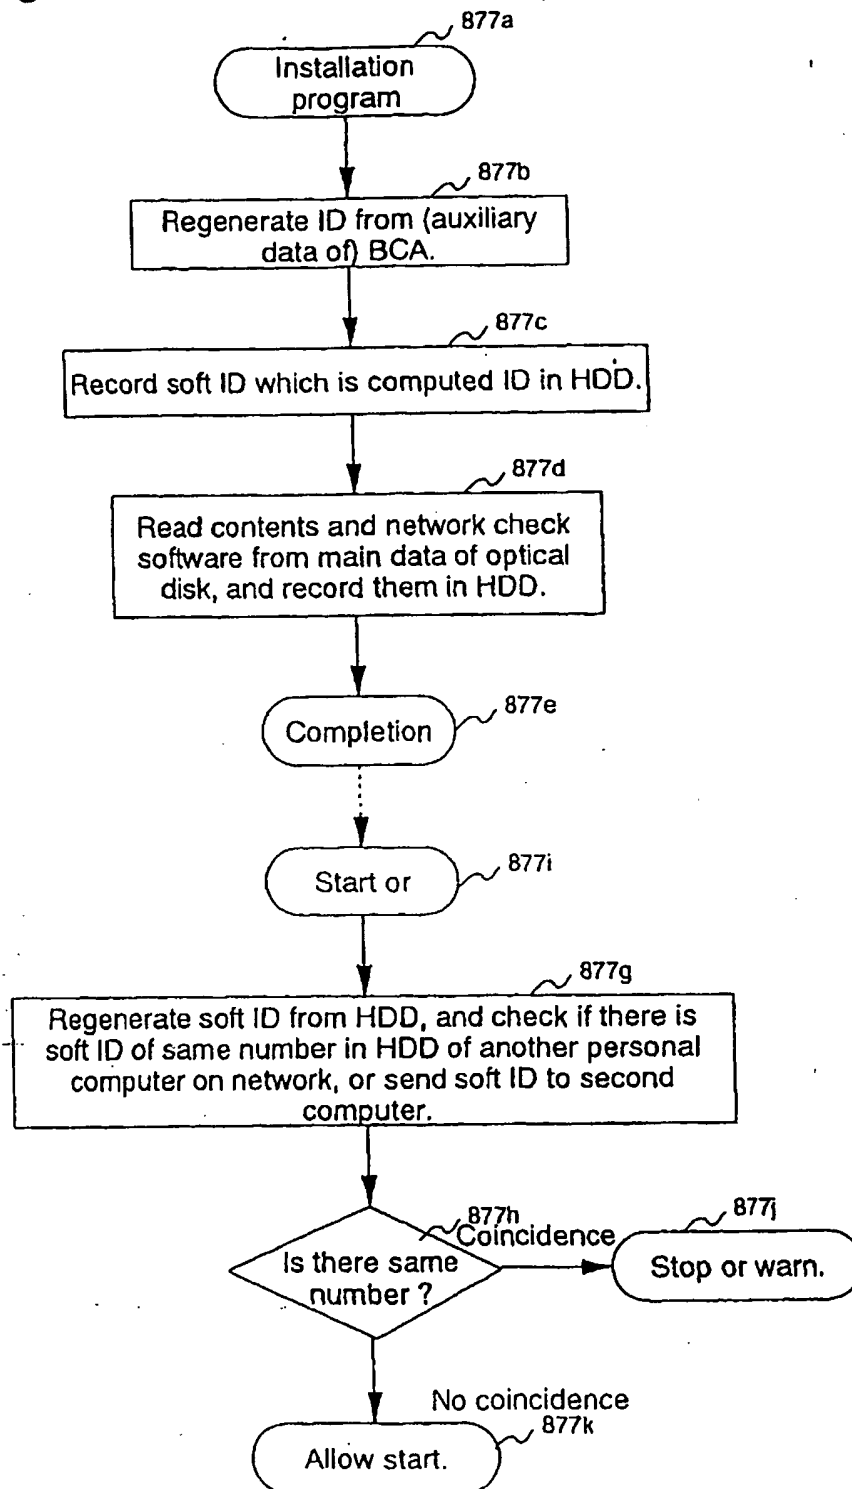 877a
Installation
program
877b
Regenerate ID from (auxiliary
data of) BCA.
877c
Record soft ID which is computed ID in HDD.
877d
Read contents and network check
software from main data of optical
disk, and record them in HDD.
Completion
877e
Start or
877i
877g
Regenerate soft ID from HDD, and check if there is
soft ID of same number in HDD of another personal
computer on network, or send soft ID to second
computer.
877h
Coincidence
877j
Is there same
number ?
Stop or warn.
No coincidence
877k
Allow start.